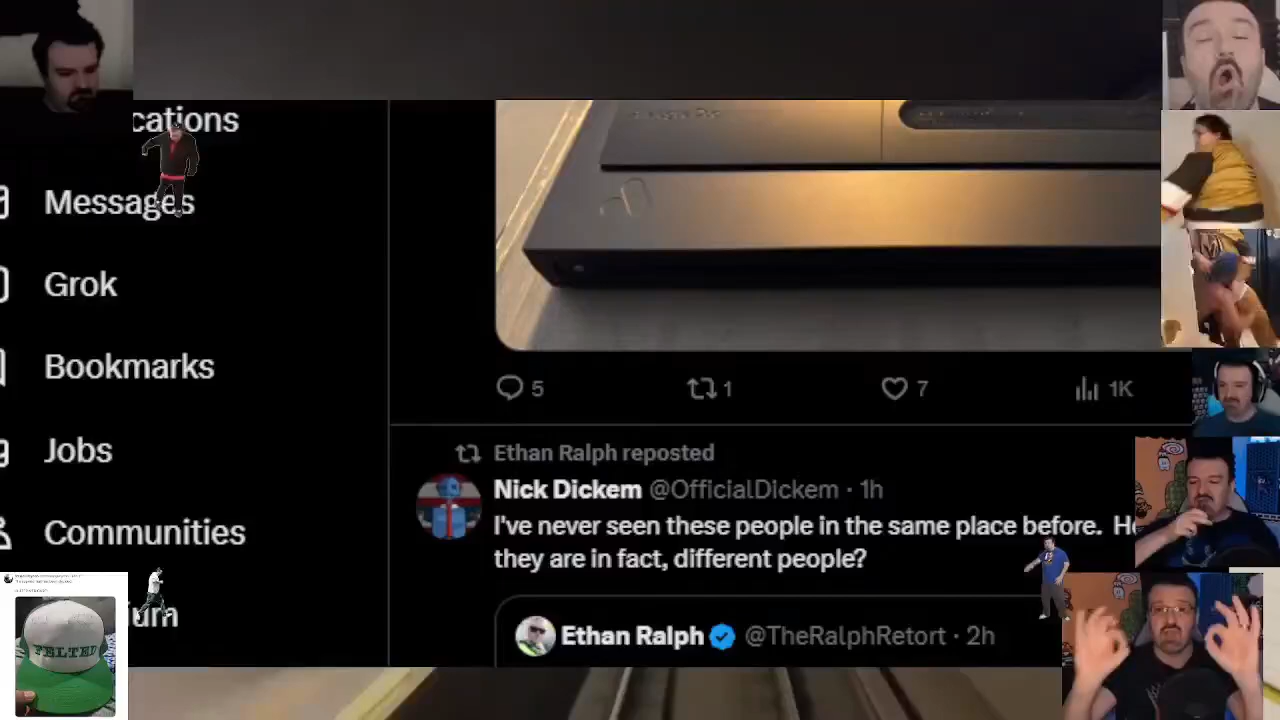 cations
Messages
Grok
Bookmarks
Jobs
Communities
ium
5 1 7 1K
Ethan Ralph reposted
Nick Dickem @OfficialDickem · 1h
I've never seen these people in the same place before. H
they are in fact, different people?
Ethan Ralph @TheRalphRetort · 2h
FELTED